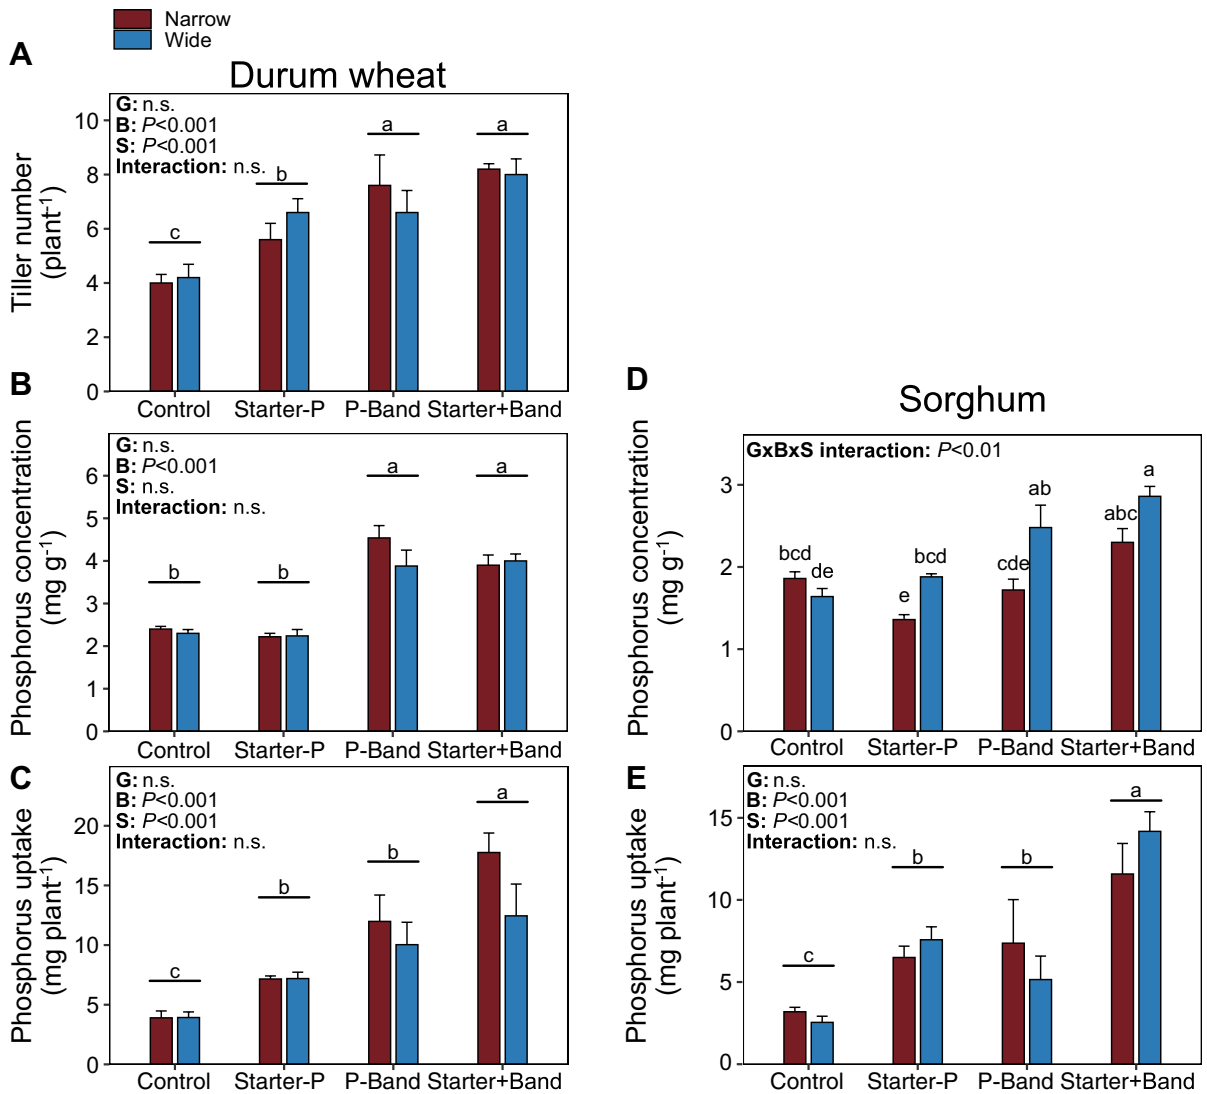 Narrow
Wide
A
Durum wheat
G: n.s.
B: P<0.001
S: P<0.001
Interaction: n.s.
Tiller number
(plant-1)
10
8
6
4
2
0
c
b
a
a
Control
Starter-P
P-Band
Starter+Band
B
G: n.s.
B: P<0.001
S: n.s.
Interaction: n.s.
Phosphorus concentration
(mg g-1)
6
5
4
3
2
1
0
b
b
a
a
Control
Starter-P
P-Band
Starter+Band
C
G: n.s.
B: P<0.001
S: P<0.001
Interaction: n.s.
Phosphorus uptake
(mg plant-1)
20
15
10
5
0
c
b
b
a
Control
Starter-P
P-Band
Starter+Band
D
Sorghum
GxBxS interaction: P<0.01
Phosphorus concentration
(mg g-1)
3
2
1
0
bcd
de
e
bcd
cde
ab
abc
a
Control
Starter-P
P-Band
Starter+Band
E
G: n.s.
B: P<0.001
S: P<0.001
Interaction: n.s.
Phosphorus uptake
(mg plant-1)
15
10
5
0
c
b
b
a
Control
Starter-P
P-Band
Starter+Band